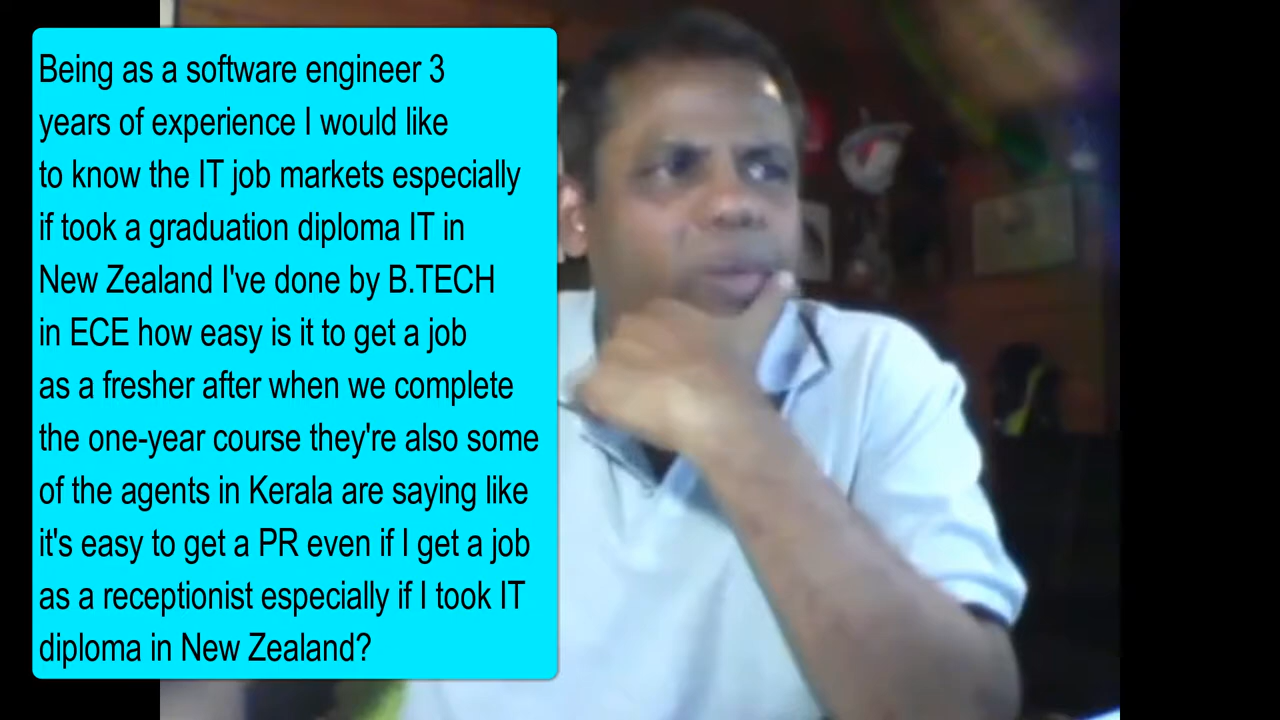 Being as a software engineer 3
years of experience I would like
to know the IT job markets especially
if took a graduation diploma IT in
New Zealand I've done by B.TECH
in ECE how easy is it to get a job
as a fresher after when we complete
the one-year course they're also some
of the agents in Kerala are saying like
it's easy to get a PR even if I get a job
as a receptionist especially if I took IT
diploma in New Zealand?